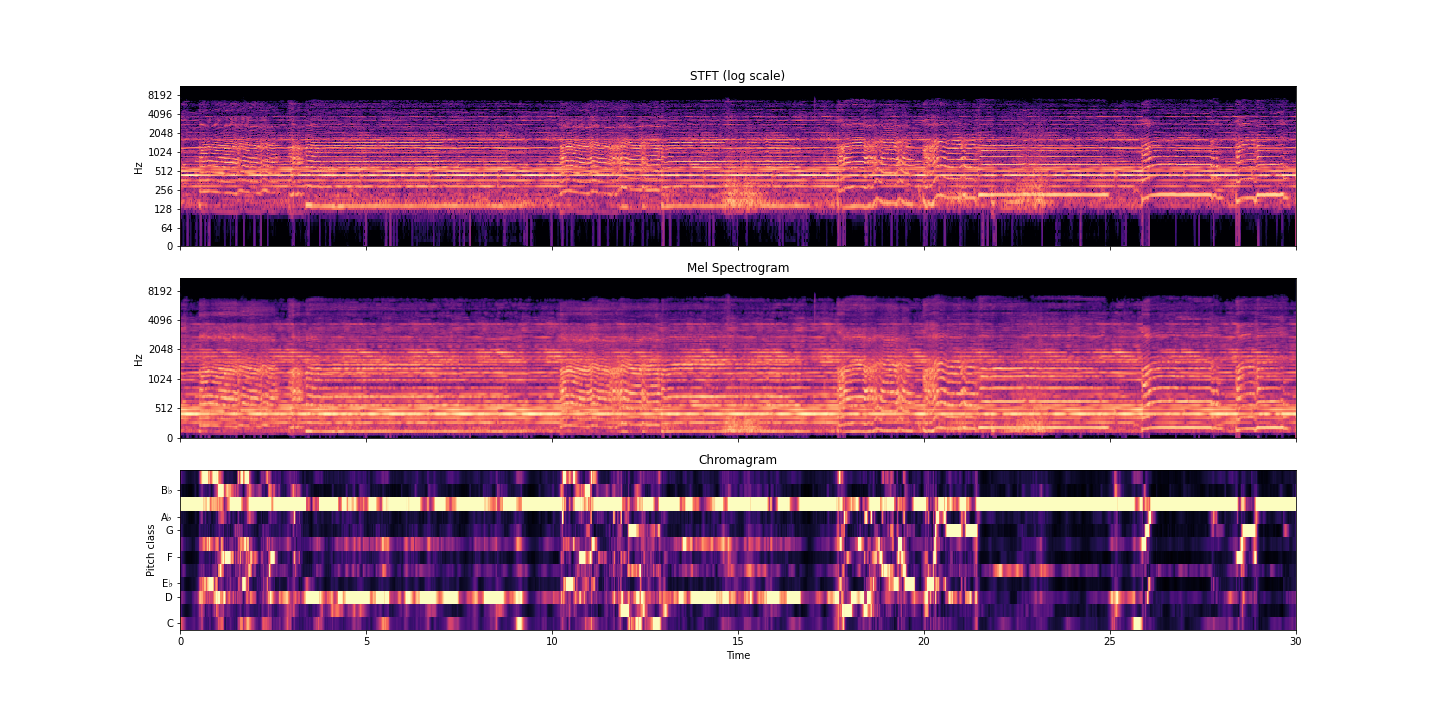 STFT (log scale)
8192
4096
2048
1024
512
256
128
64
0
Hz
Mel Spectrogram
8192
4096
2048
1024
512
0
Hz
Chromagram
B♭
A♭
G
F
E♭
D
C
Pitch class
0 5 10 15 20 25 30
Time